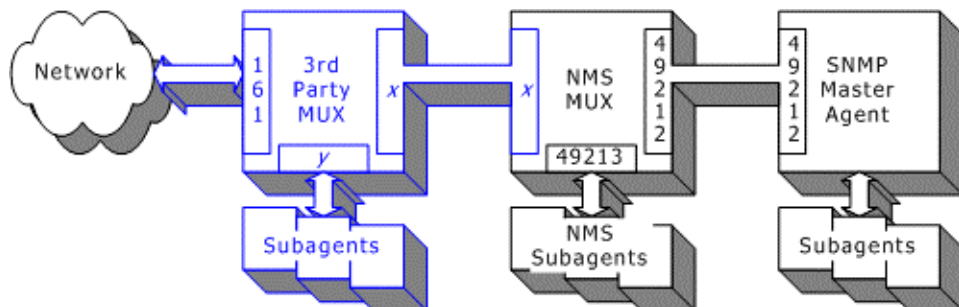 Network
161
3rd
Party
MUX
x
y
Subagents
x
NMS
MUX
49212
49213
NMS
Subagents
49212
SNMP
Master
Agent
Subagents